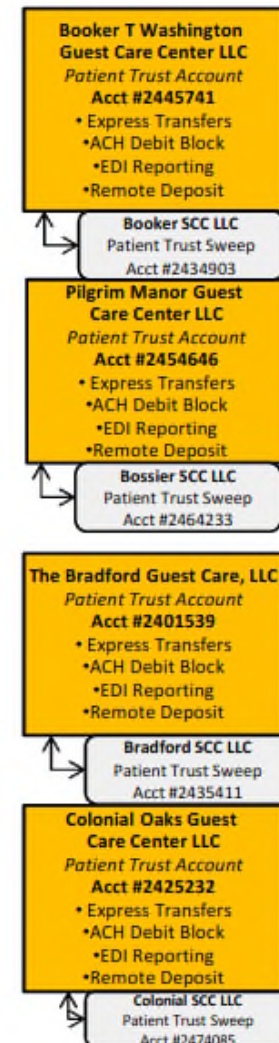 Booker T Washington
Guest Care Center LLC
Patient Trust Account
Acct #2445741
• Express Transfers
•ACH Debit Block
•EDI Reporting
•Remote Deposit
Booker SCC LLC
Patient Trust Sweep
Acct #2434903
Pilgrim Manor Guest
Care Center LLC
Patient Trust Account
Acct #2454646
• Express Transfers
•ACH Debit Block
•EDI Reporting
•Remote Deposit
Bossier SCC LLC
Patient Trust Sweep
Acct #2464233
The Bradford Guest Care, LLC
Patient Trust Account
Acct #2401539
• Express Transfers
•ACH Debit Block
•EDI Reporting
•Remote Deposit
Bradford SCC LLC
Patient Trust Sweep
Acct #2435411
Colonial Oaks Guest
Care Center LLC
Patient Trust Account
Acct #2425232
• Express Transfers
•ACH Debit Block
•EDI Reporting
•Remote Deposit
Colonial SCC LLC
Patient Trust Sweep
Acct #2474085